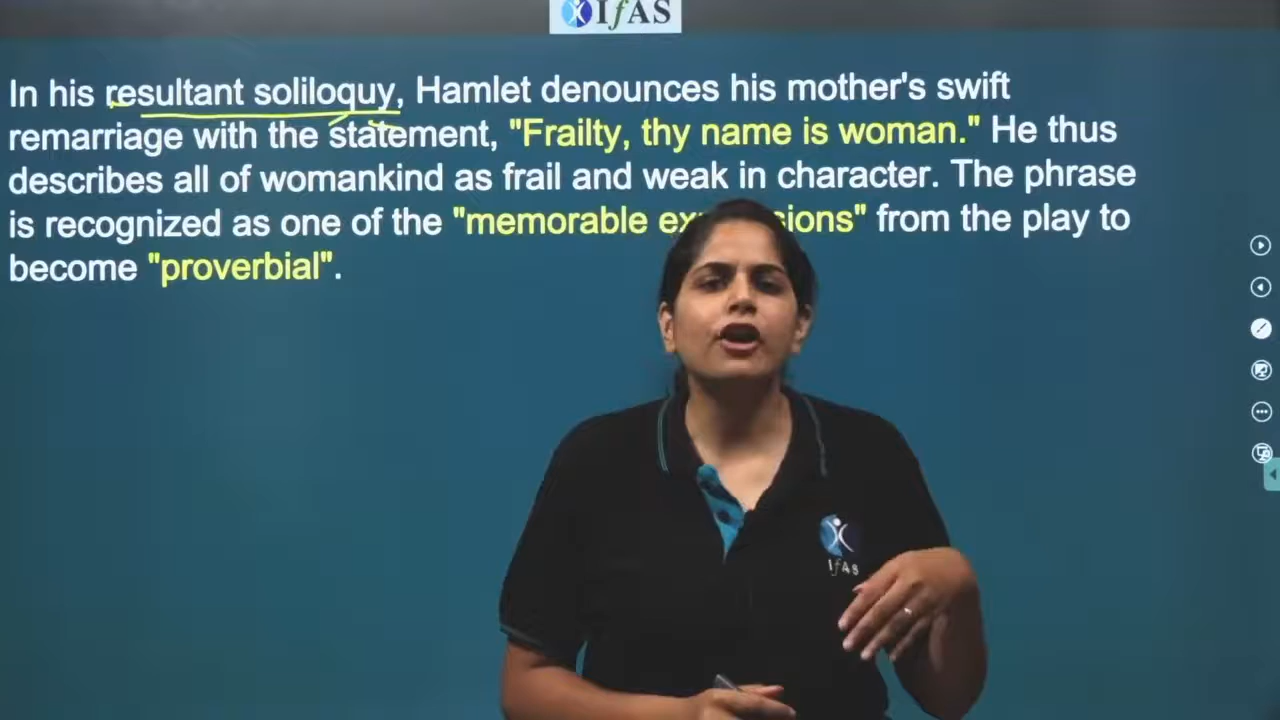 IfAS
In his resultant soliloquy, Hamlet denounces his mother's swift
remarriage with the statement, "Frailty, thy name is woman." He thus
describes all of womankind as frail and weak in character. The phrase
is recognized as one of the "memorable from the play to
become "proverbial".
IfAS